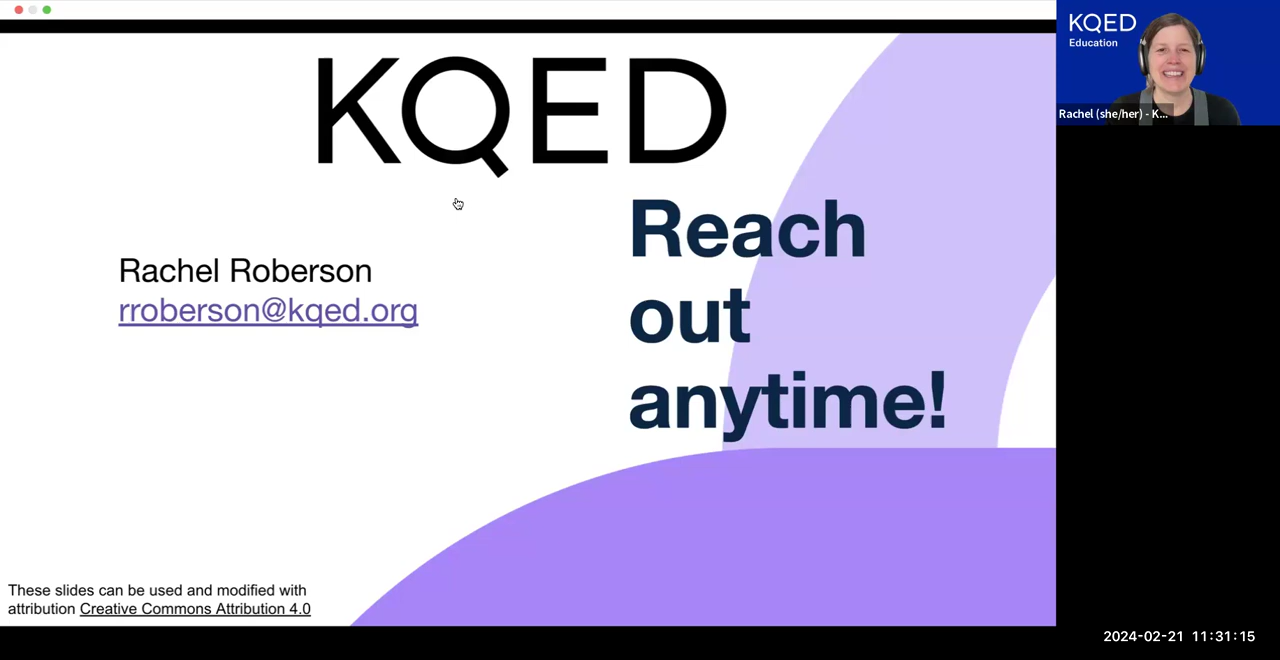 KQED
Reach
out
anytime!
Rachel Roberson
rroberson@kqed.org
These slides can be used and modified with
attribution Creative Commons Attribution 4.0
KQED
Education
Rachel (she/her) - K...
2024-02-21 11:31:15